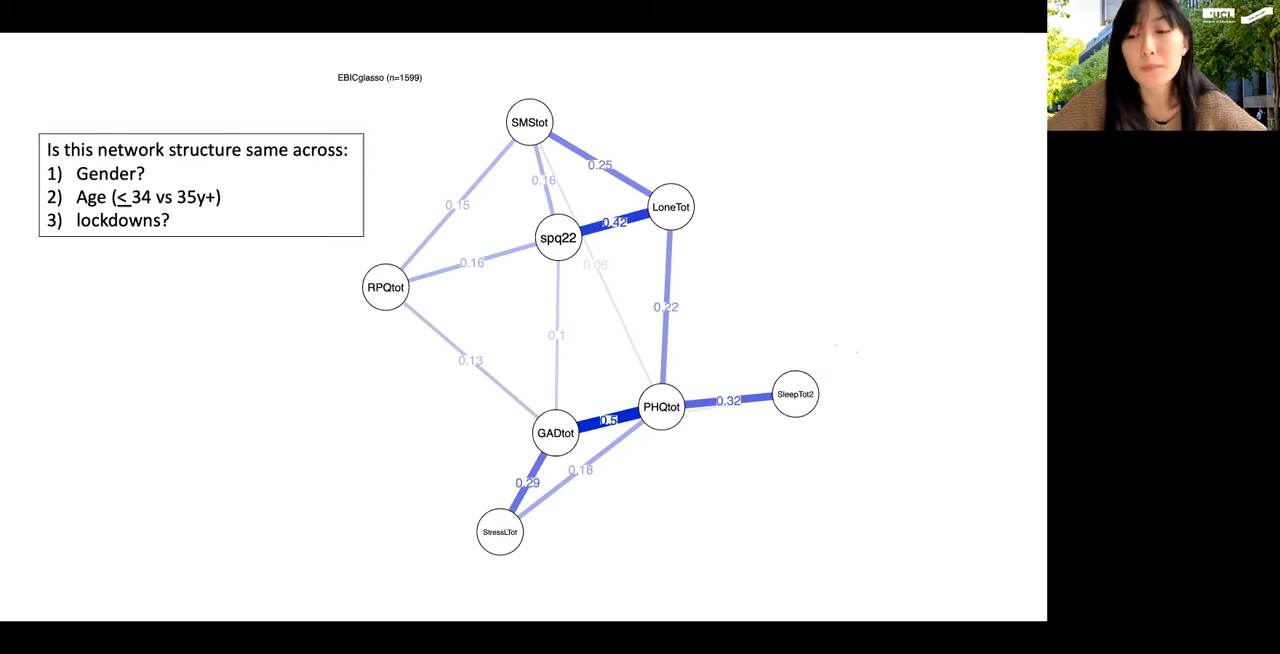 UCL
EBICglasso (n=1599)
Is this network structure same across:
1) Gender?
2) Age (< 34 vs 35y+)
3) lockdowns?
SMStot
0.25
0.16
0.15
LoneTot
0.42
spq22
0.16
0.06
RPQtot
0.22
0.1
0.13
SleepTot2
0.32
PHQtot
0.5
GADtot
0.18
0.29
StressLTot